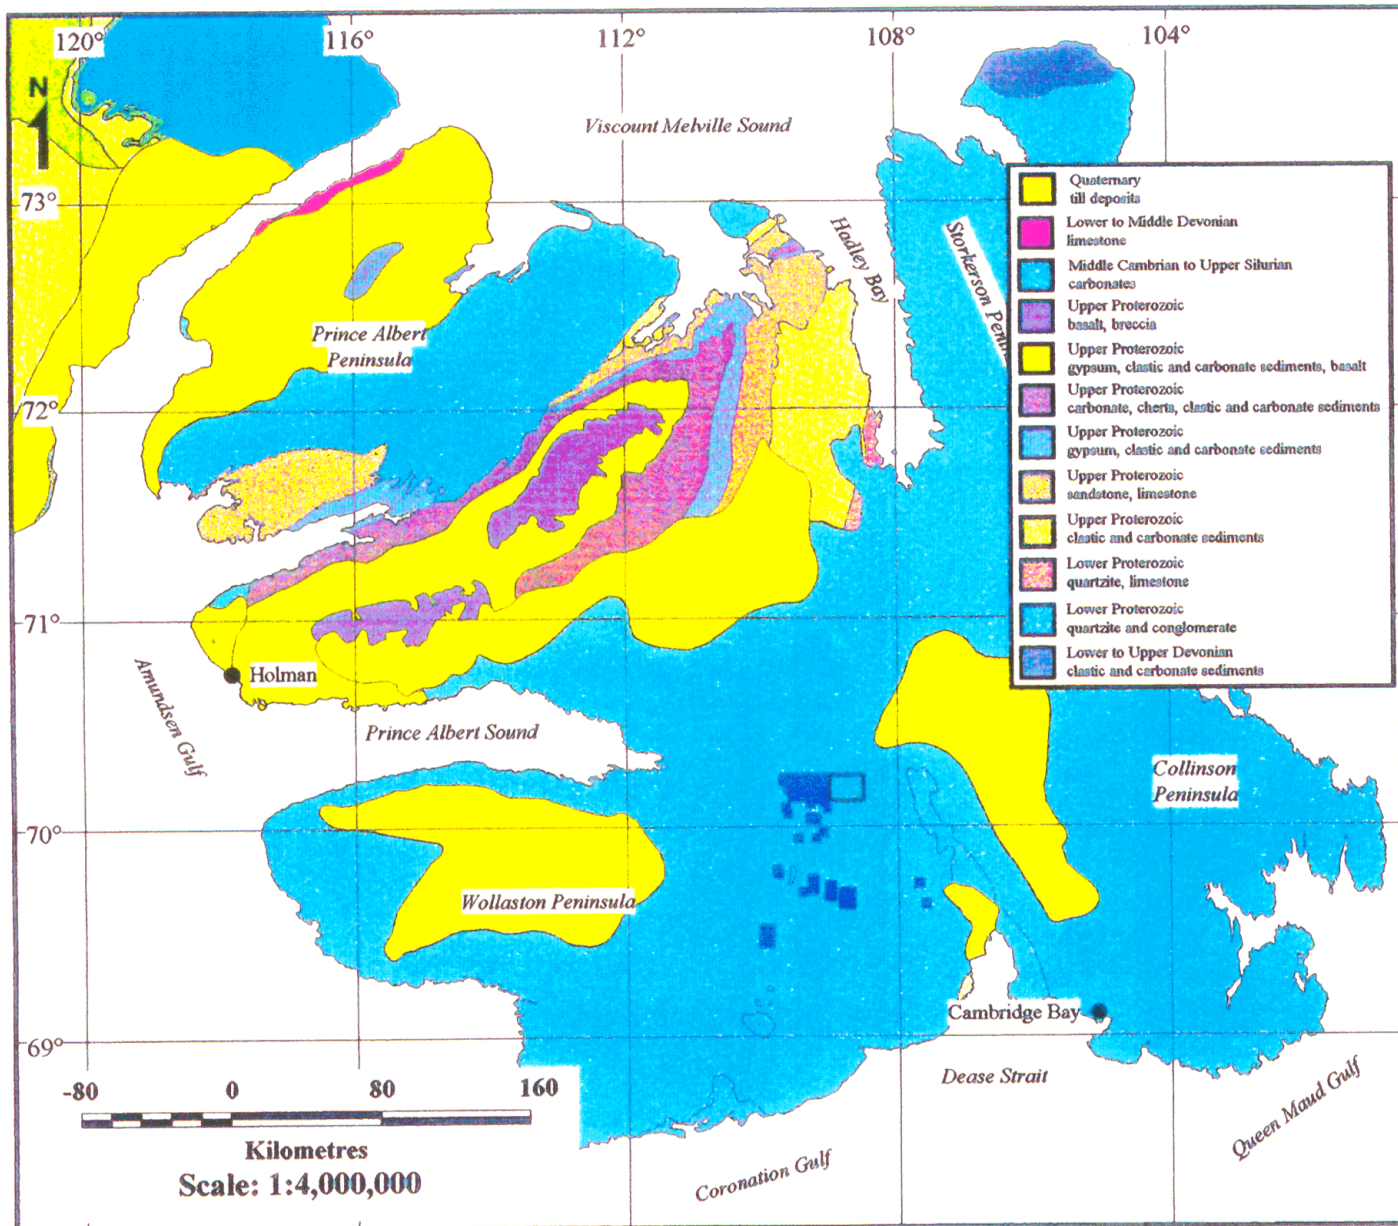 120°
116°
112°
108°
104°
N
Viscount Melville Sound
73°
Hadley Bay
Storkerson Penin
Prince Albert
Peninsula
72°
71°
Holman
Amundsen Gulf
Prince Albert Sound
Collinson
Peninsula
70°
Wollaston Peninsula
Cambridge Bay
69°
Dease Strait
Queen Maud Gulf
Coronation Gulf
Quaternary
till deposits
Lower to Middle Devonian
limestone
Middle Cambrian to Upper Silurian
carbonates
Upper Proterozoic
basalt, breccia
Upper Proterozoic
gypsum, clastic and carbonate sediments, basalt
Upper Proterozoic
carbonate, cherts, clastic and carbonate sediments
Upper Proterozoic
gypsum, clastic and carbonate sediments
Upper Proterozoic
sandstone, limestone
Upper Proterozoic
clastic and carbonate sediments
Lower Proterozoic
quartzite, limestone
Lower Proterozoic
quartzite and conglomerate
Lower to Upper Devonian
clastic and carbonate sediments
-80 0 80 160
Kilometres
Scale: 1:4,000,000